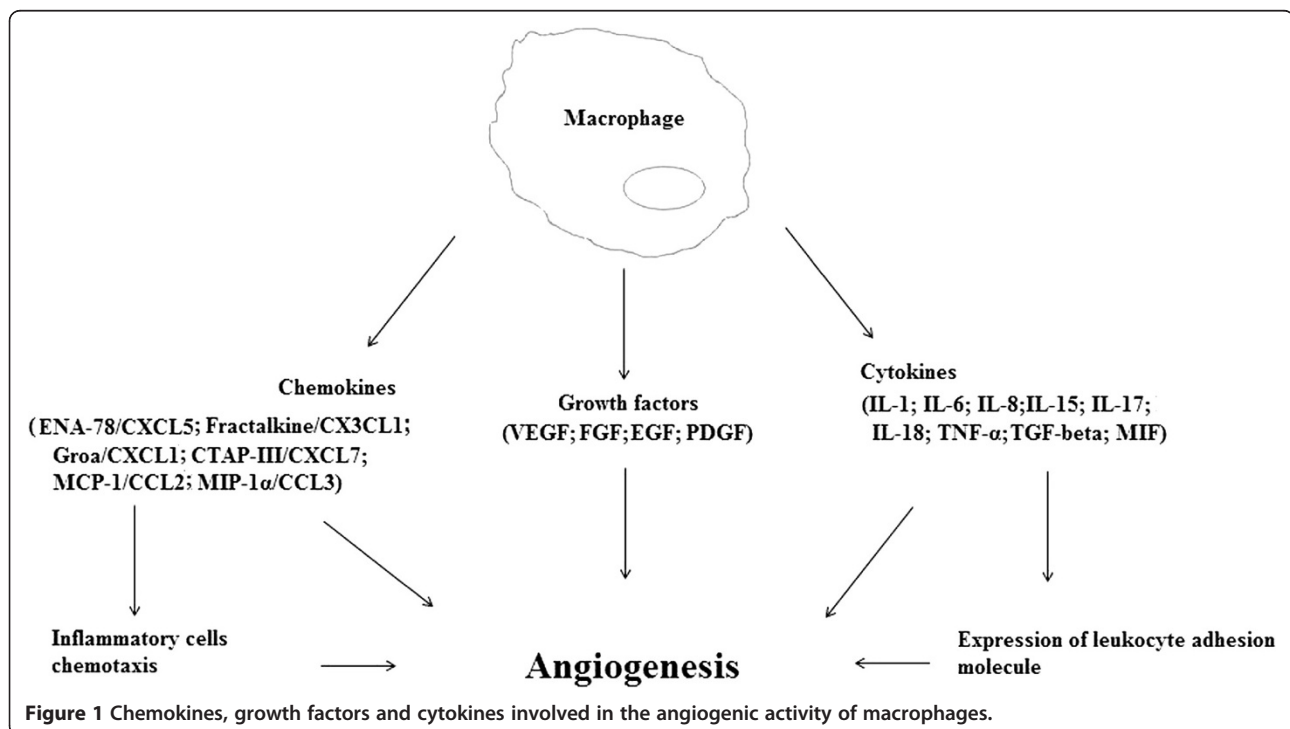 Macrophage
Chemokines
(ENA-78/CXCL5; Fractalkine/CX3CL1;
Groa/CXCL1; CTAP-III/CXCL7;
MCP-1/CCL2; MIP-1α/CCL3)
Growth factors
(VEGF; FGF; EGF; PDGF)
Cytokines
(IL-1; IL-6; IL-8;IL-15; IL-17;
IL-18; TNF-α;TGF-beta; MIF)
Inflammatory cells
chemotaxis
Angiogenesis
Expression of leukocyte adhesion
molecule
Figure 1 Chemokines, growth factors and cytokines involved in the angiogenic activity of macrophages.